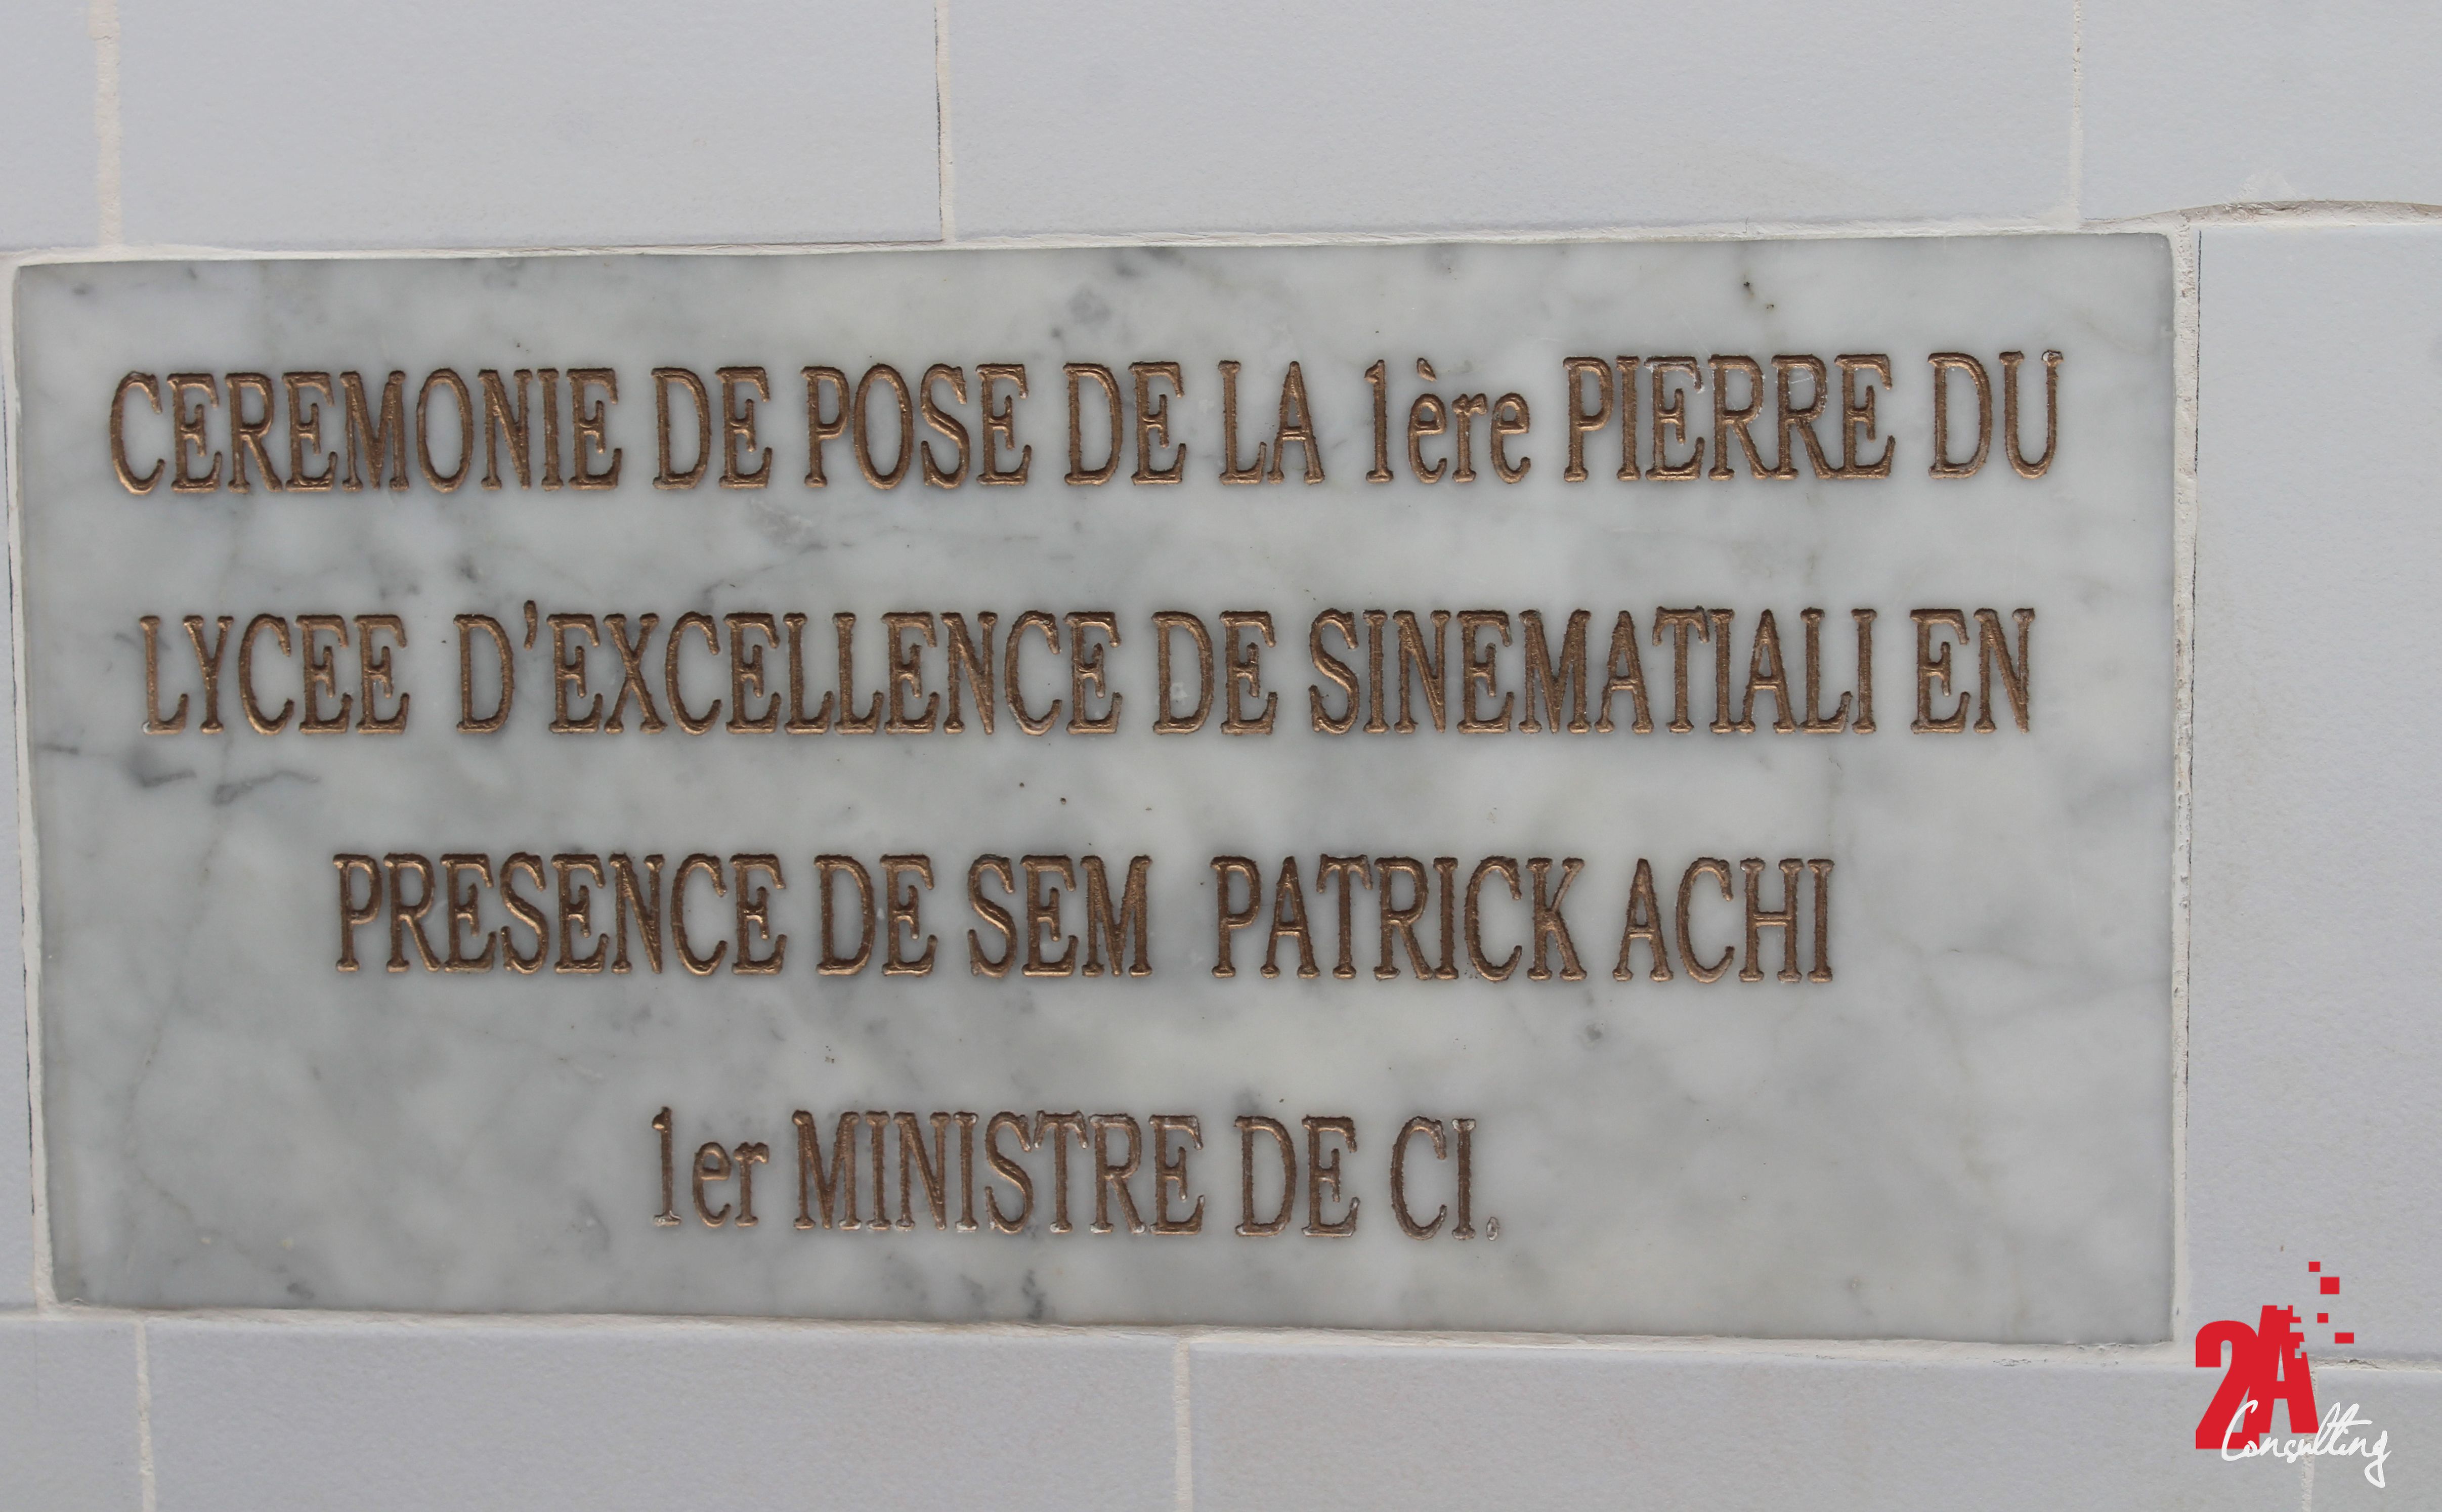 CEREMONIE DE POSE DE LA 1ère PIERRE DU
LYCEE D'EXCELLENCE DE SINEMATIALI EN
PRESENCE DE SEM PATRICK ACHI
1er MINISTRE DE CI.
2A
Consulting